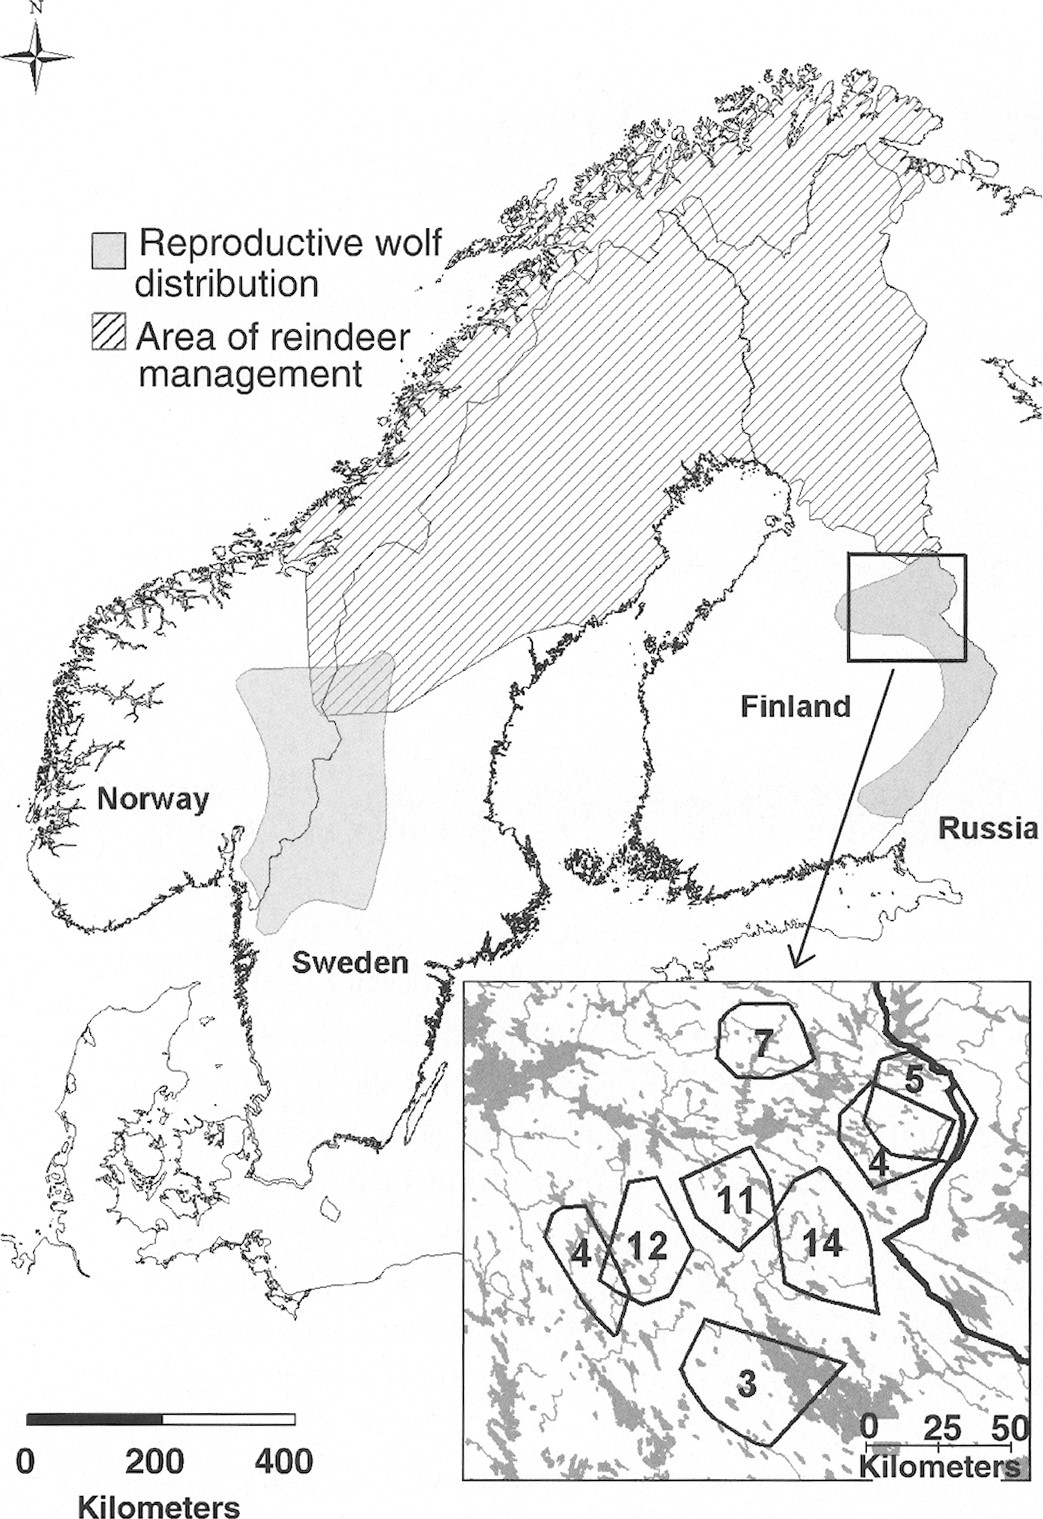 N
Reproductive wolf
distribution
Area of reindeer
management
Finland
Norway
Russia
Sweden
7
5
4
11
14
12
4
3
0 25 50
Kilometers
0 200 400
Kilometers